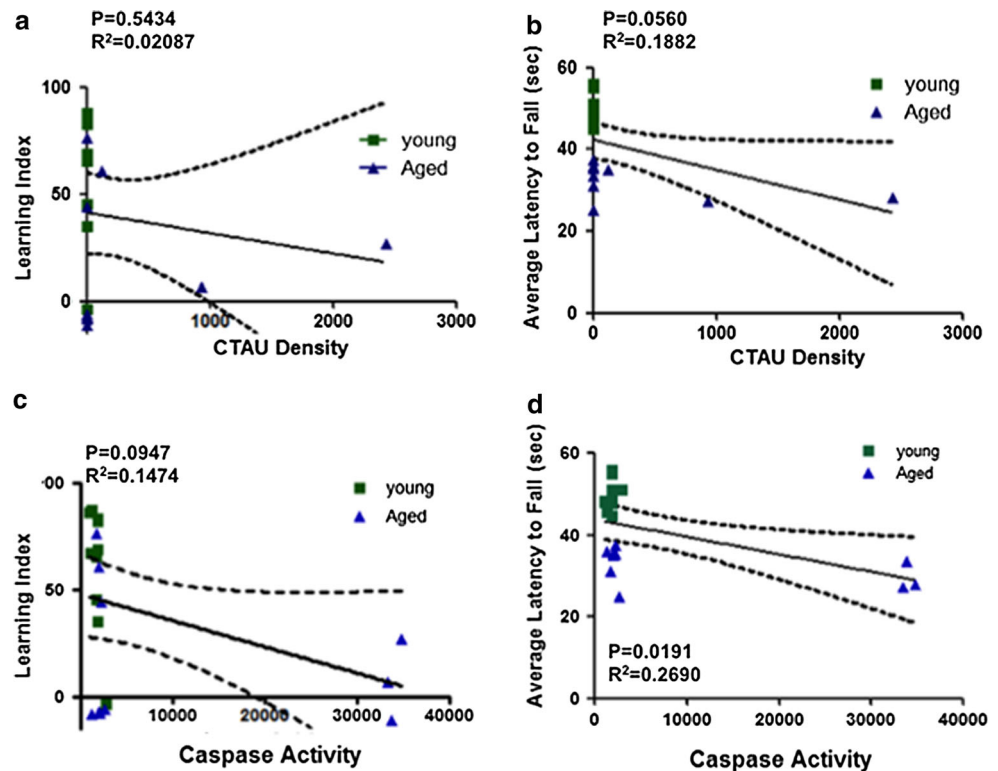 a
P=0.5434
R²=0.02087
100
50
0
Learning Index
young
Aged
1000
2000
3000
CTAU Density
b
P=0.0560
R²=0.1882
60
40
20
0
Average Latency to Fall (sec)
young
Aged
0
1000
2000
3000
CTAU Density
c
P=0.0947
R²=0.1474
00
50
0
Learning Index
young
Aged
10000
20000
30000
40000
Caspase Activity
d
60
40
20
0
Average Latency to Fall (sec)
young
Aged
P=0.0191
R²=0.2690
0
10000
20000
30000
40000
Caspase Activity